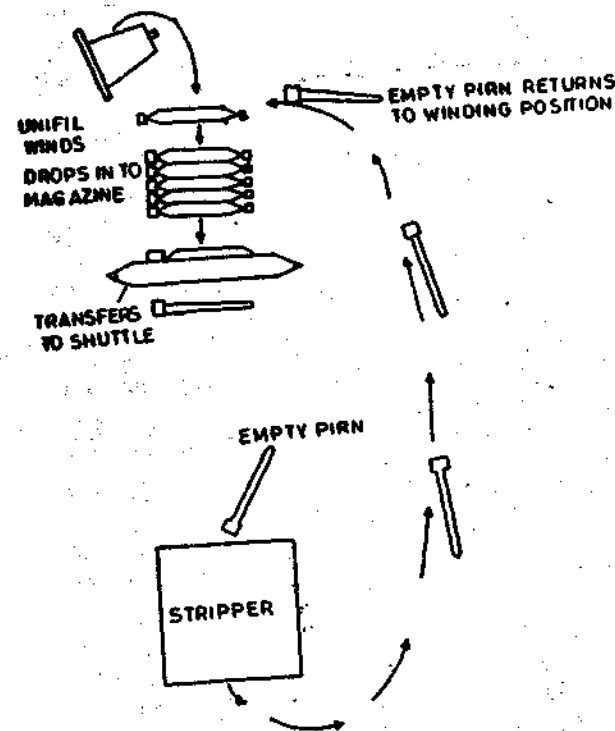 EMPTY PIRN RETURNS
TO WINDING POSITION
UNIFIL
WINDS
DROPS IN TO
MAGAZINE
TRANSFERS
TO SHUTTLE
EMPTY PIRN
STRIPPER